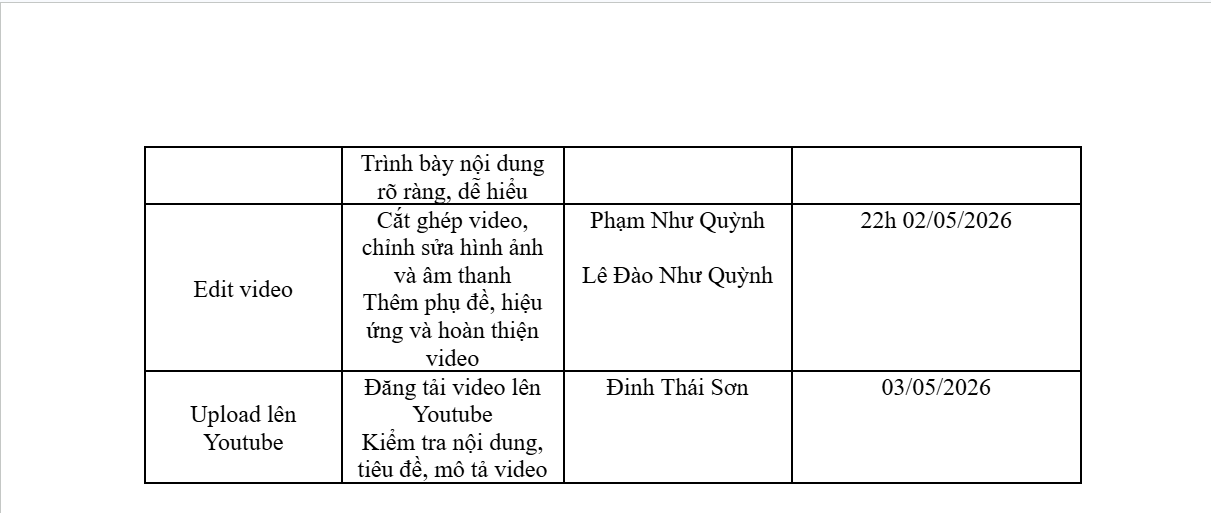 Trình bày nội dung
rõ ràng, dễ hiểu
Edit video
Cắt ghép video,
chỉnh sửa hình ảnh
và âm thanh
Thêm phụ đề, hiệu
ứng và hoàn thiện
video
Phạm Như Quỳnh
Lê Đào Như Quỳnh
22h 02/05/2026
Upload lên
Youtube
Đăng tải video lên
Youtube
Kiểm tra nội dung,
tiêu đề, mô tả video
Đinh Thái Sơn
03/05/2026